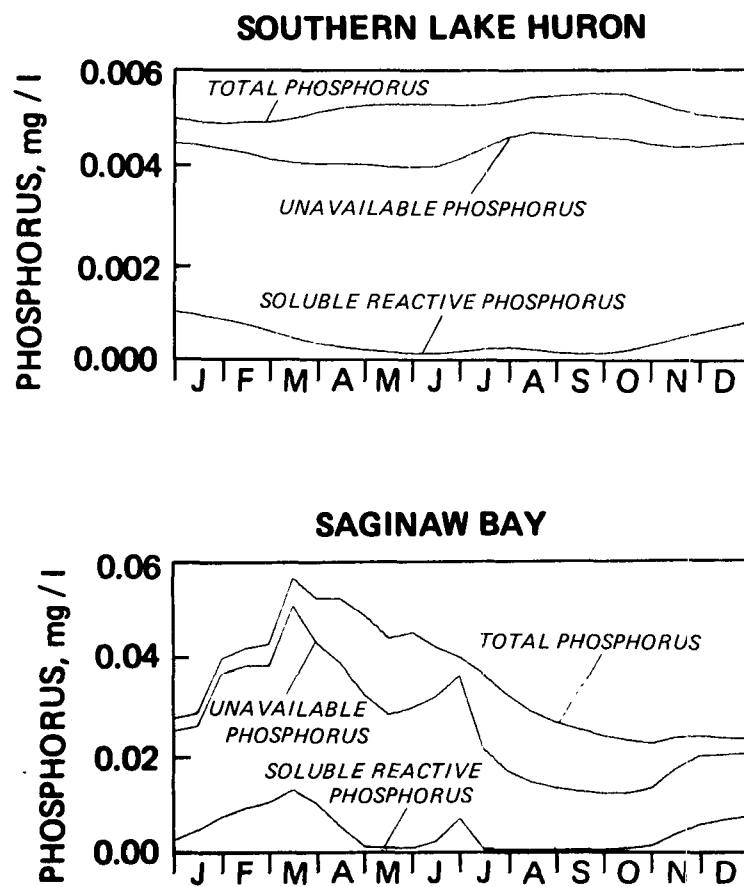 SOUTHERN LAKE HURON
PHOSPHORUS, mg / l
0.006
0.004
0.002
0.000
TOTAL PHOSPHORUS
UNAVAILABLE PHOSPHORUS
SOLUBLE REACTIVE PHOSPHORUS
J F M A M J J A S O N D
SAGINAW BAY
PHOSPHORUS, mg / l
0.06
0.04
0.02
0.00
TOTAL PHOSPHORUS
UNAVAILABLE
PHOSPHORUS
SOLUBLE REACTIVE
PHOSPHORUS
J F M A M J J A S O N D